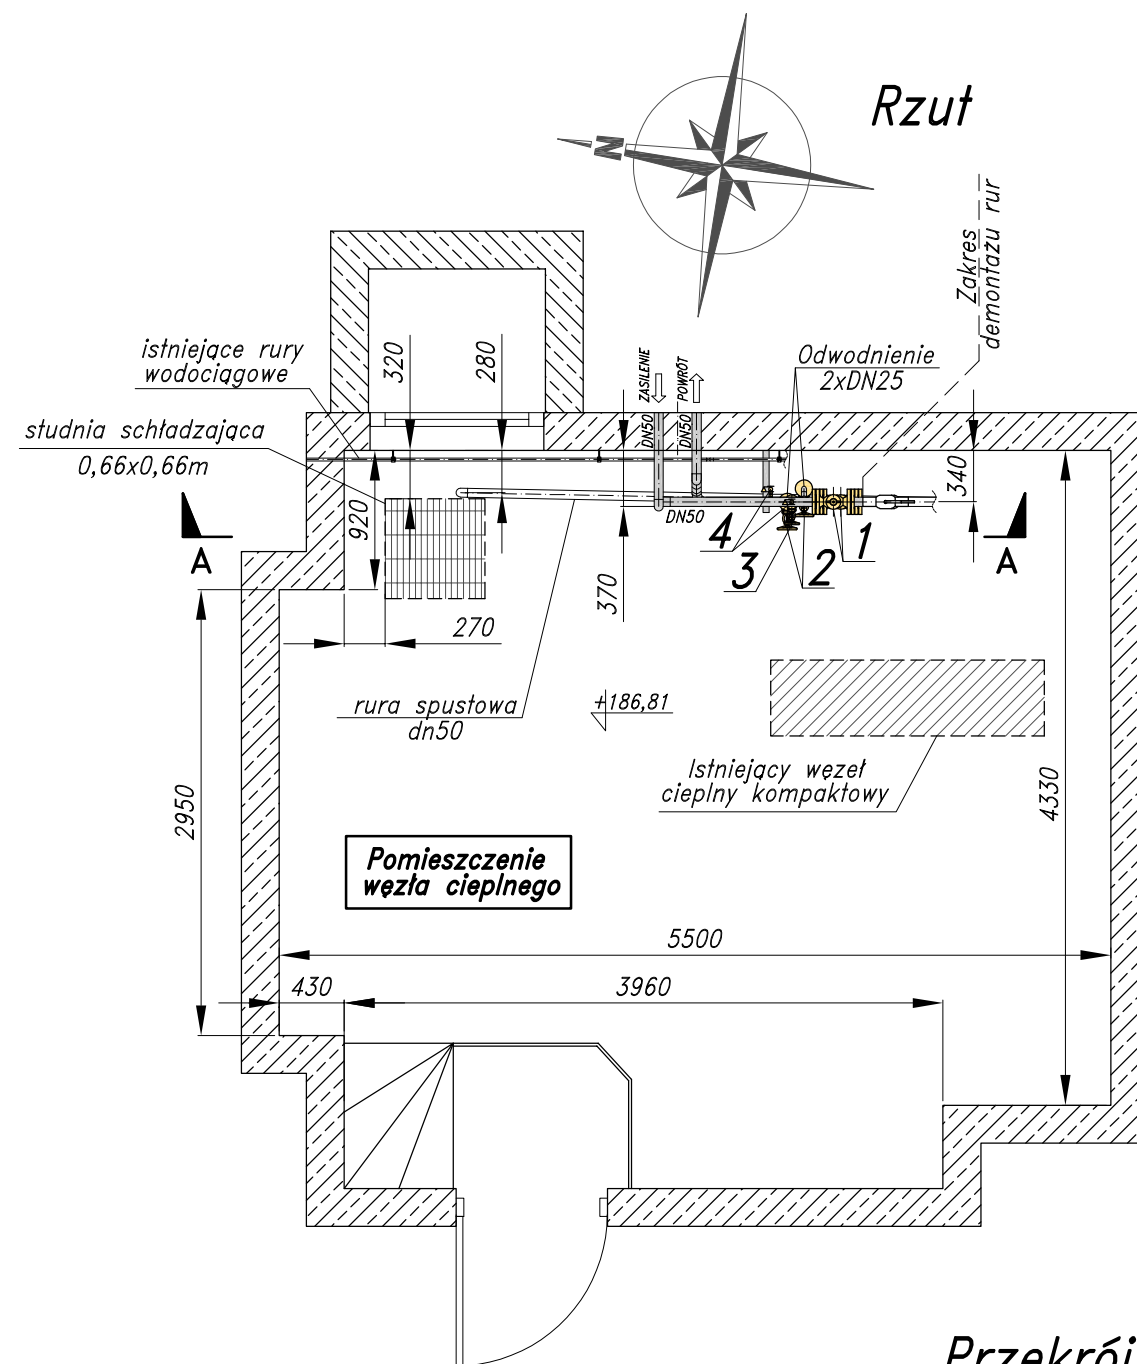 Rzut
N
Zakres
demontażu rur
istniejące rury
wodociągowe
320
280
ZASILENIE
POWRÓT
DN50
DN50
Odwodnienie
2xDN25
studnia schładzająca
0,66x0,66m
340
920
DN50
A
4
3
2
1
A
370
270
rura spustowa
dn50
+186,81
Istniejący węzeł
cieplny kompaktowy
2950
4330
Pomieszczenie
węzła cieplnego
5500
430
3960
Przekrój